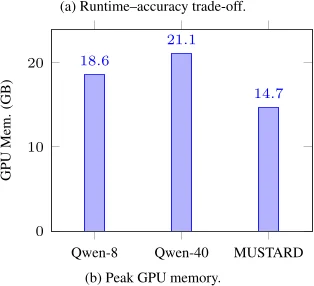 (a) Runtime–accuracy trade-off.
21.1
18.6
20
14.7
10
0
GPU Mem. (GB)
Qwen-8 Qwen-40 MUSTARD
(b) Peak GPU memory.